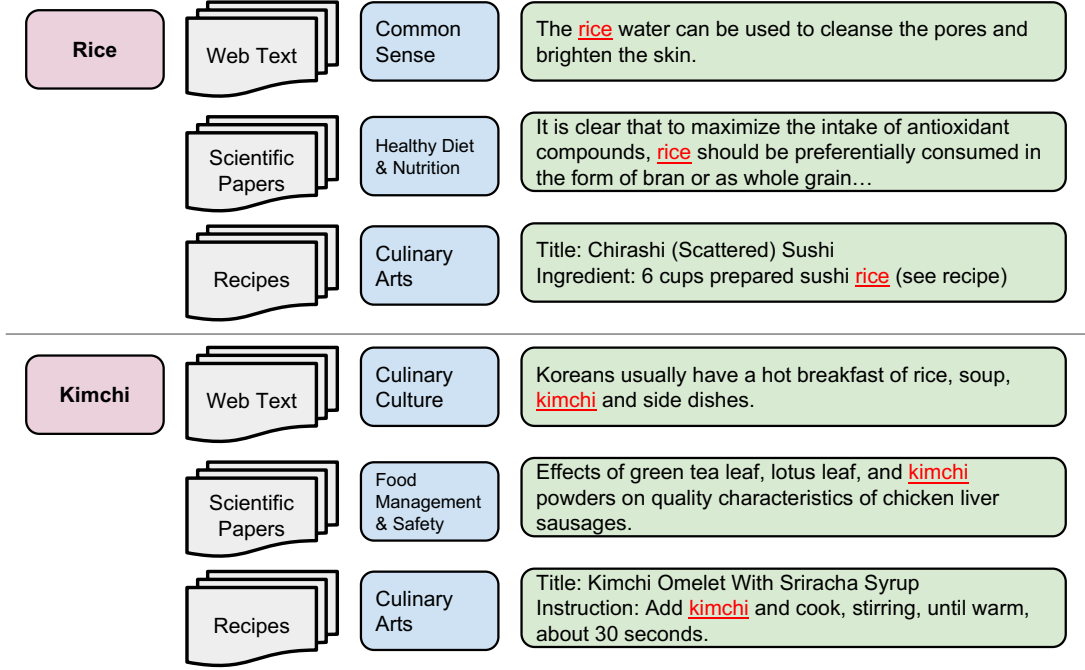 Rice
Web Text
Common
Sense
The rice water can be used to cleanse the pores and
brighten the skin.
Scientific
Papers
Healthy Diet
& Nutrition
It is clear that to maximize the intake of antioxidant
compounds, rice should be preferentially consumed in
the form of bran or as whole grain…
Recipes
Culinary
Arts
Title: Chirashi (Scattered) Sushi
Ingredient: 6 cups prepared sushi rice (see recipe)
Kimchi
Web Text
Culinary
Culture
Koreans usually have a hot breakfast of rice, soup,
kimchi and side dishes.
Scientific
Papers
Food
Management
& Safety
Effects of green tea leaf, lotus leaf, and kimchi
powders on quality characteristics of chicken liver
sausages.
Recipes
Culinary
Arts
Title: Kimchi Omelet With Sriracha Syrup
Instruction: Add kimchi and cook, stirring, until warm,
about 30 seconds.